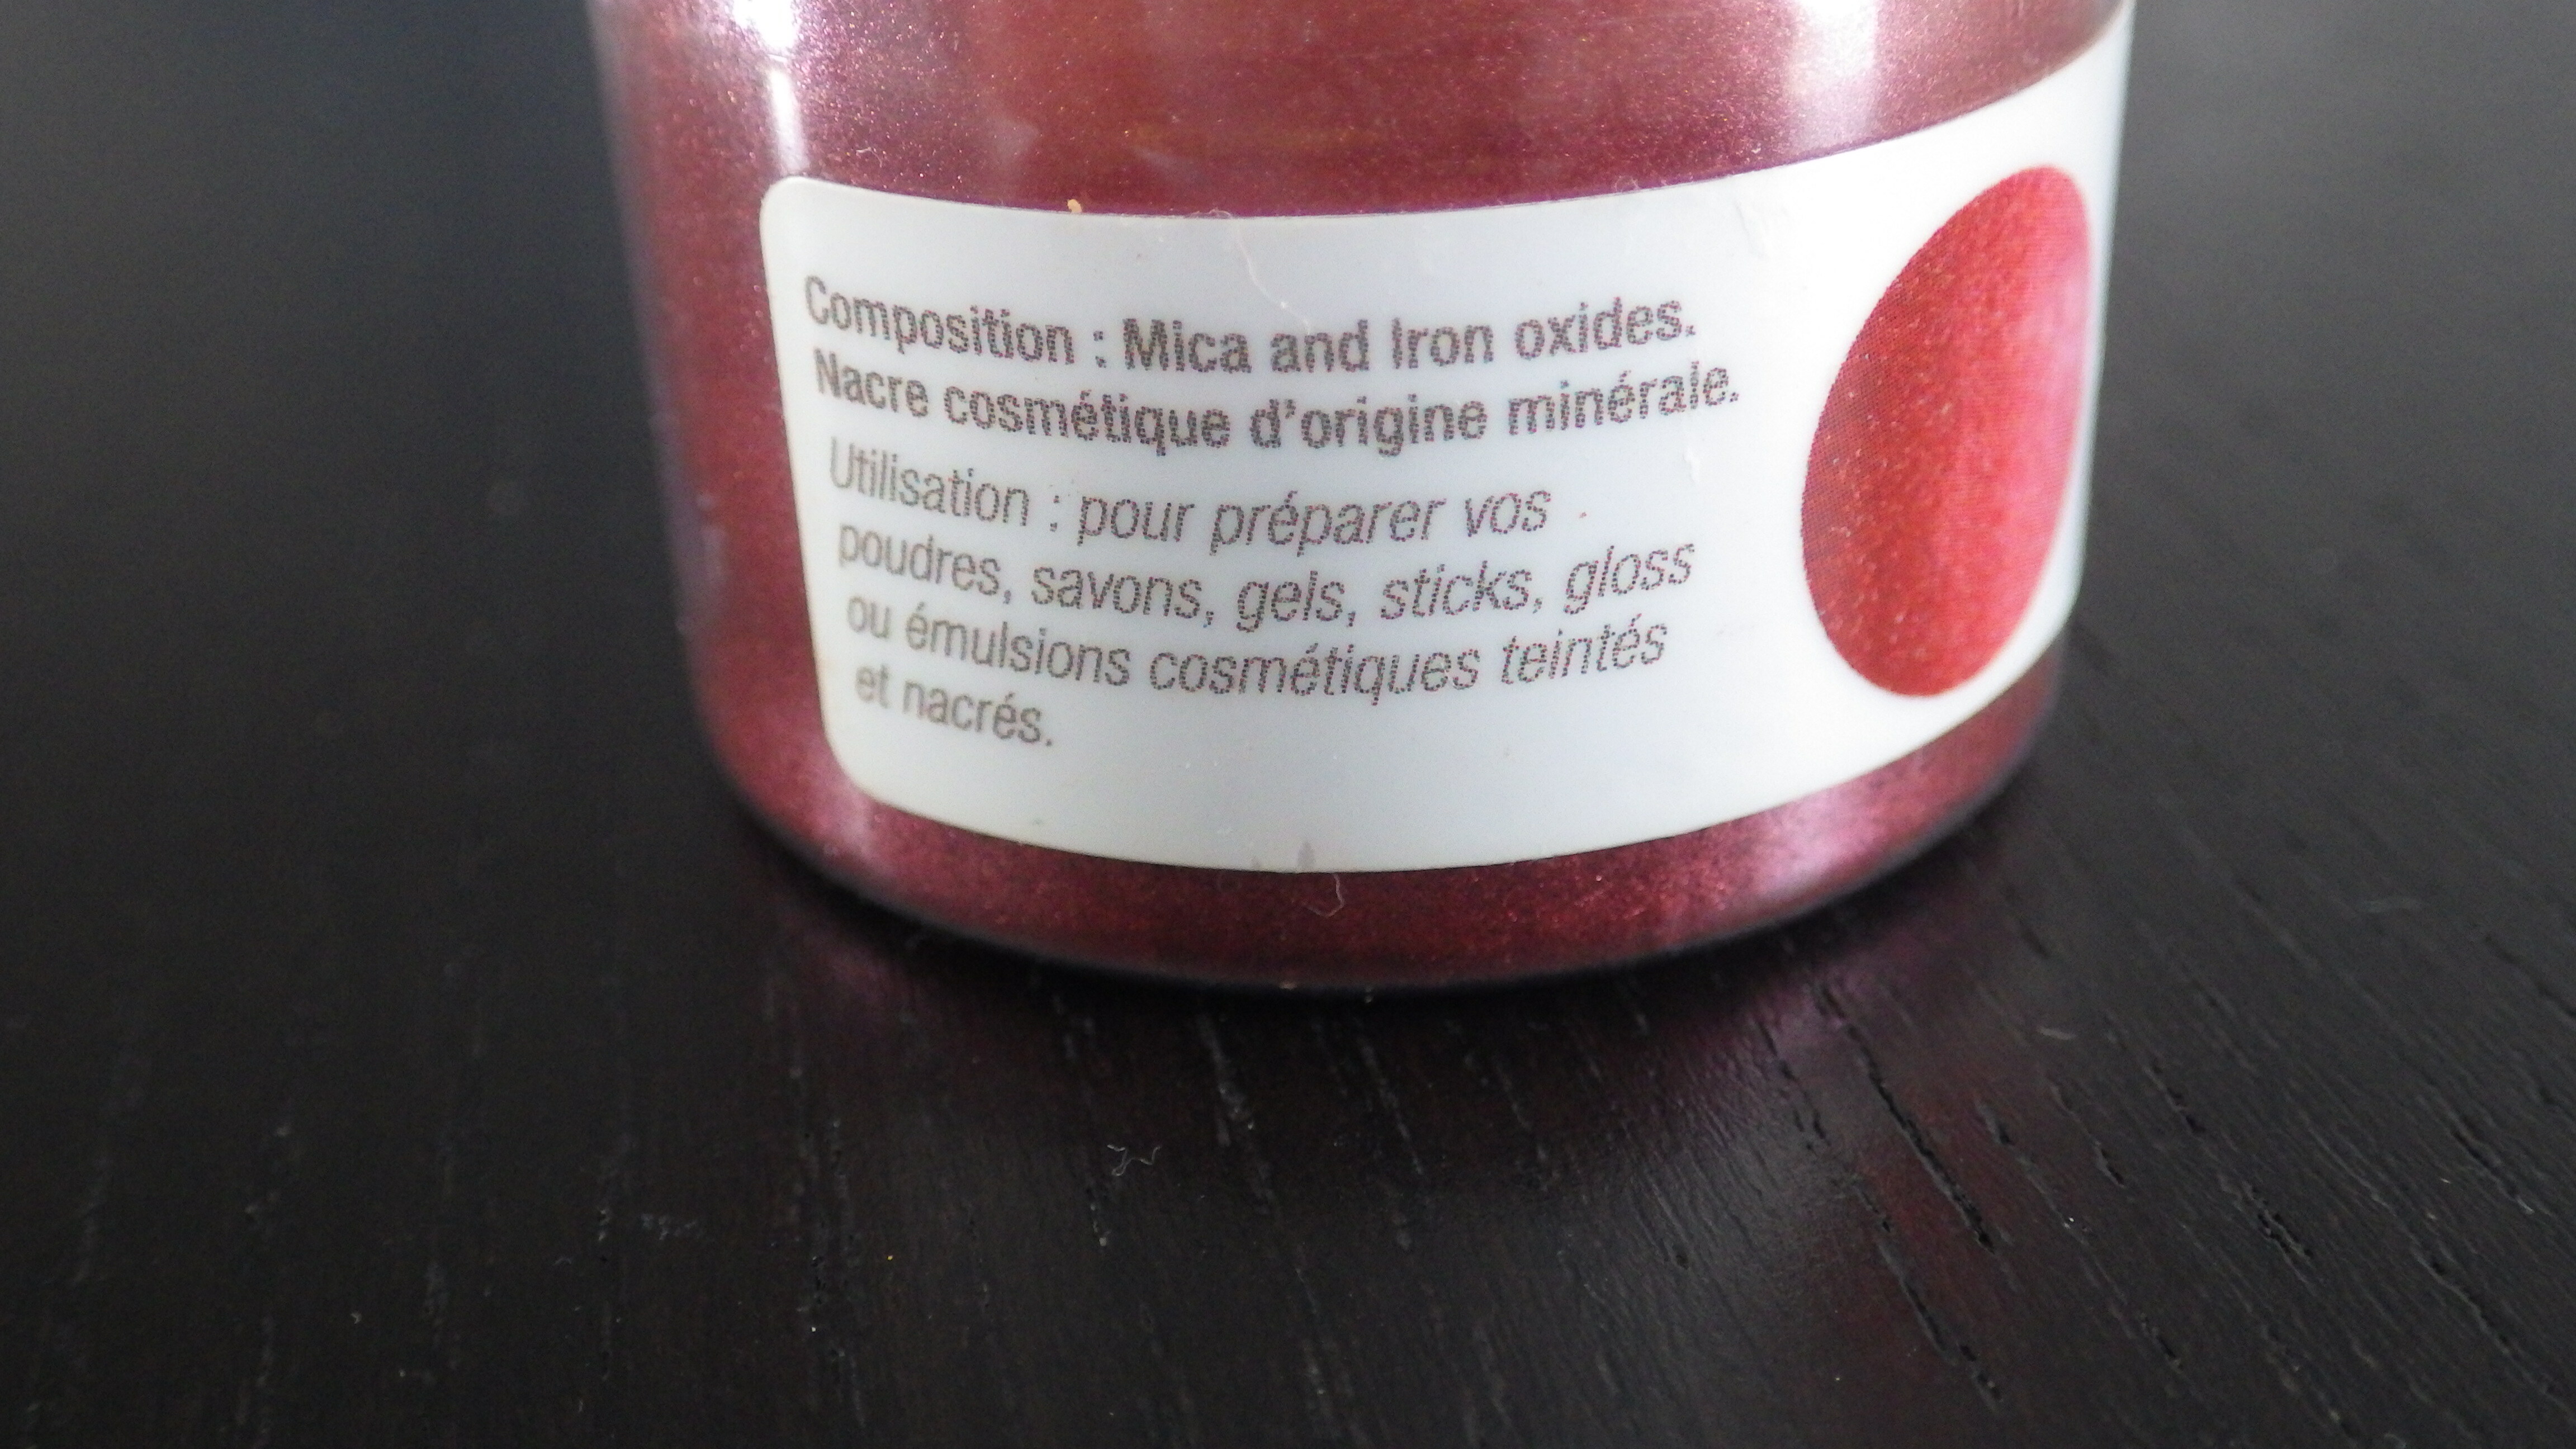 Composition : Mica and Iron oxides.
Nacre cosmétique d'origine minérale.
Utilisation : pour préparer vos
poudres, savons, gels, sticks, gloss
ou émulsions cosmétiques teintés
et nacrés.